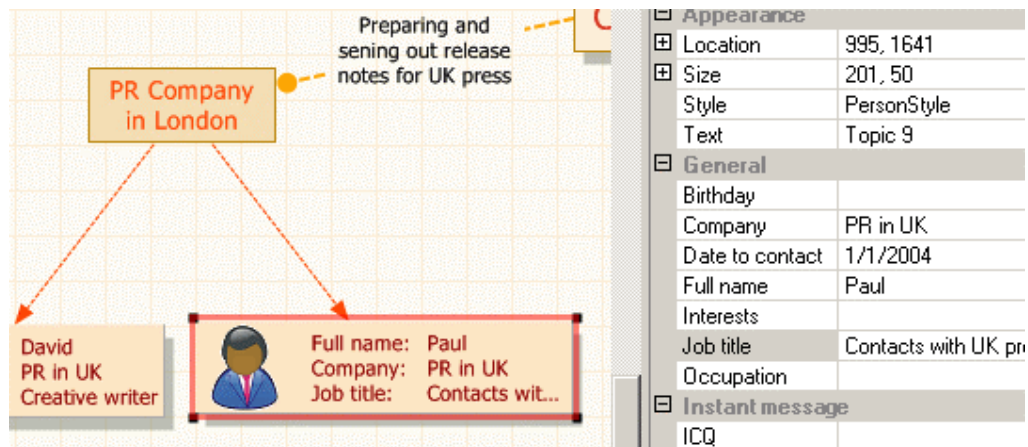 Preparing and
sening out release
notes for UK press
PR Company
in London
David
PR in UK
Creative writer
Full name: Paul
Company: PR in UK
Job title: Contacts wit...
Appearance
Location 995, 1641
Size 201, 50
Style PersonStyle
Text Topic 9
General
Birthday
Company PR in UK
Date to contact 1/1/2004
Full name Paul
Interests
Job title Contacts with UK pr
Occupation
Instant message
ICQ